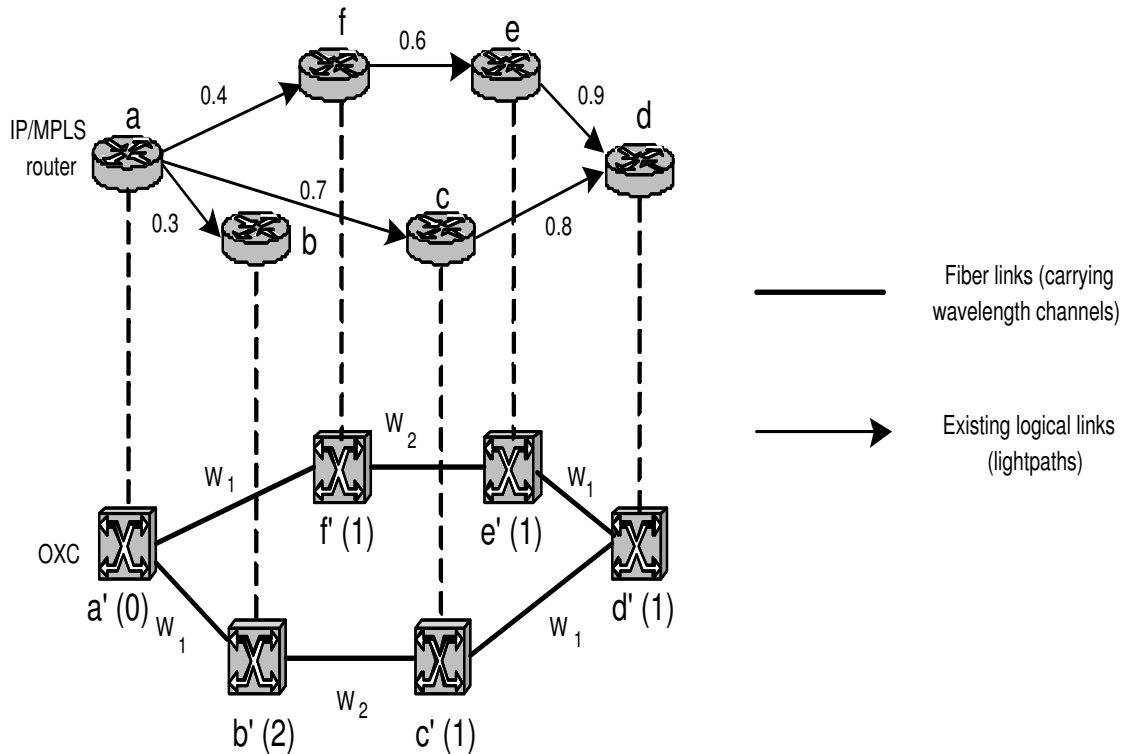 f
0.6
e
0.4
0.9
a
d
IP/MPLS
router
0.7
c
0.3
b
0.8
Fiber links (carrying
wavelength channels)
W 2
Existing logical links
(lightpaths)
W 1
W 1
f' (1)
e' (1)
OXC
a' (0)
d' (1)
W 1
W 1
W 2
b' (2)
c' (1)